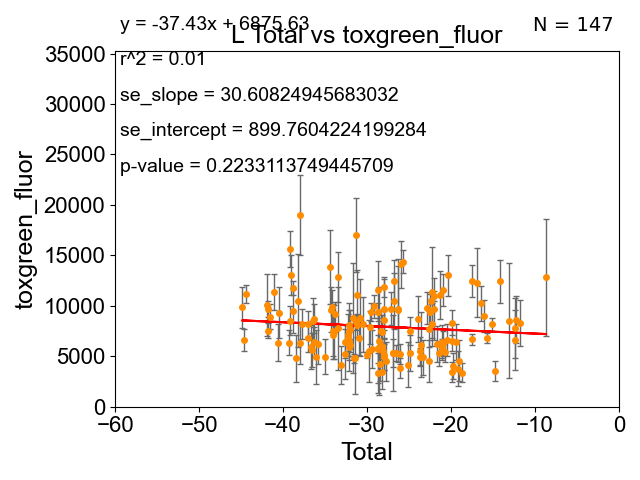 y = -37.43x + 6875.63
N = 147
L Total vs toxgreen_fluor
r^2 = 0.01
se_slope = 30.60824945683032
se_intercept = 899.7604224199284
p-value = 0.2233113749445709
35000
30000
25000
20000
15000
10000
5000
0
toxgreen_fluor
−60
−50
−40
−30
−20
−10
0
Total